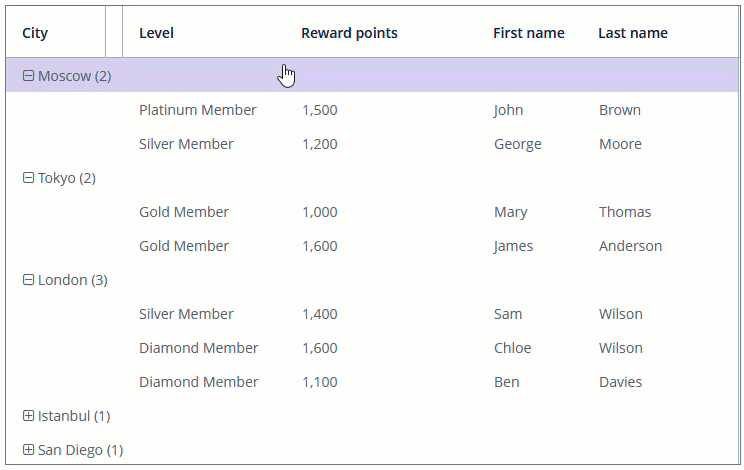 City Level Reward points First name Last name
Moscow (2)
Platinum Member 1,500 John Brown
Silver Member 1,200 George Moore
Tokyo (2)
Gold Member 1,000 Mary Thomas
Gold Member 1,600 James Anderson
London (3)
Silver Member 1,400 Sam Wilson
Diamond Member 1,600 Chloe Wilson
Diamond Member 1,100 Ben Davies
Istanbul (1)
San Diego (1)